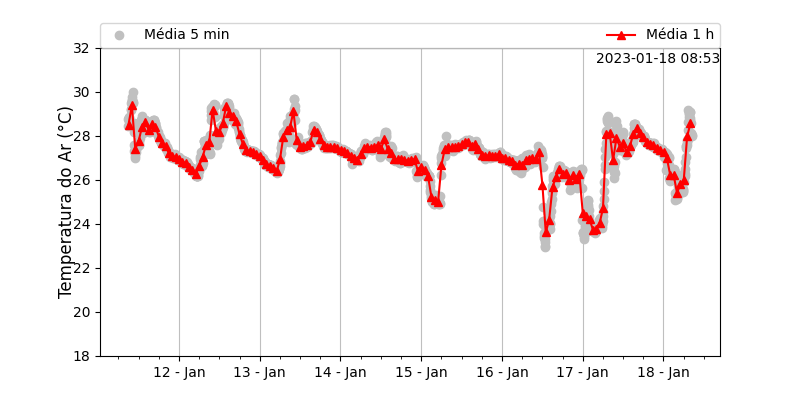 Média 5 min
Média 1 h
2023-01-18 08:53
Temperatura do Ar (°C)
32
30
28
26
24
22
20
18
12 - Jan
13 - Jan
14 - Jan
15 - Jan
16 - Jan
17 - Jan
18 - Jan